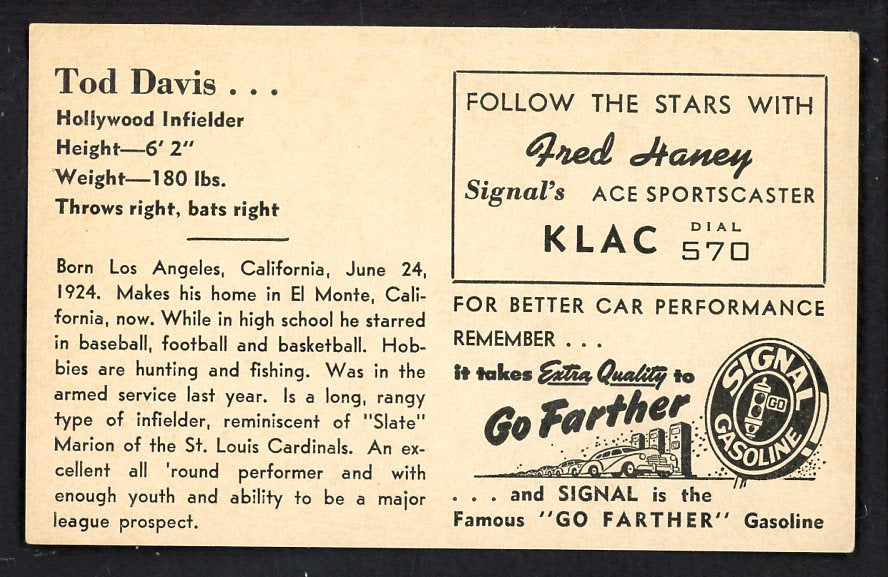 Tod Davis . . .
Hollywood Infielder
Height—6' 2"
Weight—180 lbs.
Throws right, bats right
Born Los Angeles, California, June 24,
1924. Makes his home in El Monte, Cali-
fornia, now. While in high school he starred
in baseball, football and basketball. Hob-
bies are hunting and fishing. Was in the
armed service last year. Is a long, rangy
type of infielder, reminiscent of "Slate"
Marion of the St. Louis Cardinals. An ex-
cellent all 'round performer and with
enough youth and ability to be a major
league prospect.
FOLLOW THE STARS WITH
Fred Haney
Signal's ACE SPORTSCASTER
KLAC DIAL 570
FOR BETTER CAR PERFORMANCE
REMEMBER . . .
it takes Extra Quality to
Go Farther
SIGNAL
GO
GASOLINE
. . . and SIGNAL is the
Famous "GO FARTHER" Gasoline